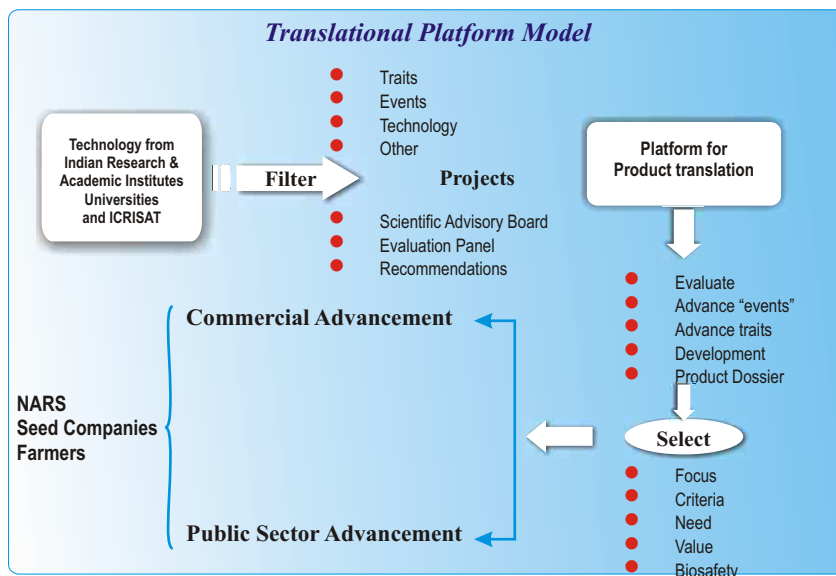 Translational Platform Model
Technology from
Indian Research &
Academic Institutes
Universities
and ICRISAT
Filter
Traits
Events
Technology
Other
Projects
Scientific Advisory Board
Evaluation Panel
Recommendations
Platform for
Product translation
Evaluate
Advance “events”
Advance traits
Development
Product Dossier
Select
Focus
Criteria
Need
Value
Biosafety
Commercial Advancement
Public Sector Advancement
NARS
Seed Companies
Farmers